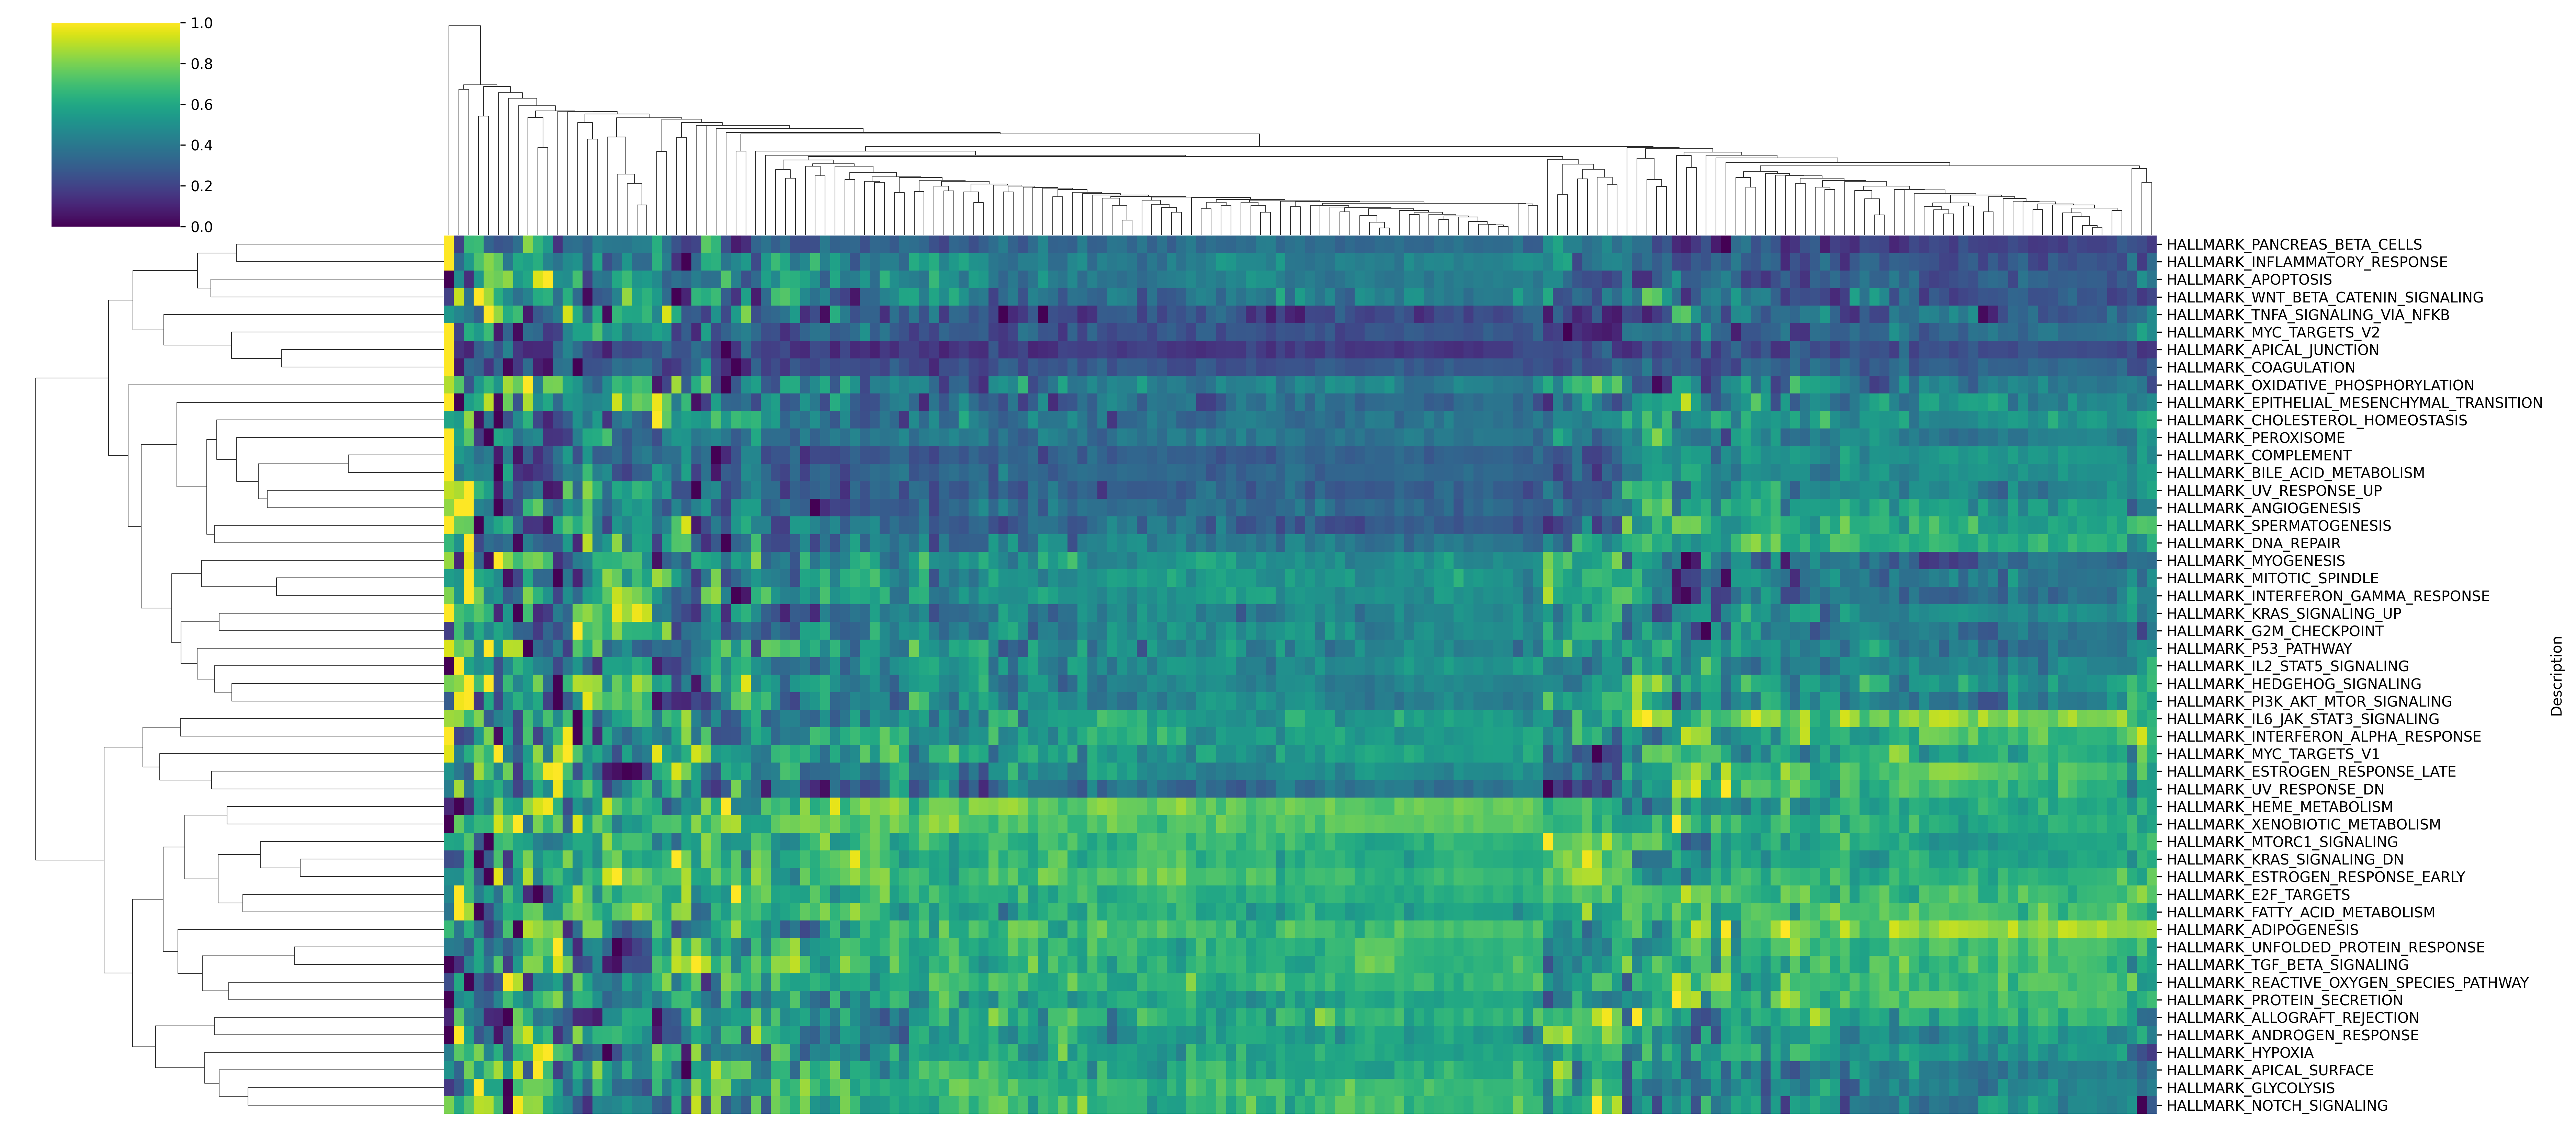 1.0
0.8
0.6
0.4
0.2
0.0
HALLMARK_PANCREAS_BETA_CELLS
HALLMARK_INFLAMMATORY_RESPONSE
HALLMARK_APOPTOSIS
HALLMARK_WNT_BETA_CATENIN_SIGNALING
HALLMARK_TNFA_SIGNALING_VIA_NFKB
HALLMARK_MYC_TARGETS_V2
HALLMARK_APICAL_JUNCTION
HALLMARK_COAGULATION
HALLMARK_OXIDATIVE_PHOSPHORYLATION
HALLMARK_EPITHELIAL_MESENCHYMAL_TRANSITION
HALLMARK_CHOLESTEROL_HOMEOSTASIS
HALLMARK_PEROXISOME
HALLMARK_COMPLEMENT
HALLMARK_BILE_ACID_METABOLISM
HALLMARK_UV_RESPONSE_UP
HALLMARK_ANGIOGENESIS
HALLMARK_SPERMATOGENESIS
HALLMARK_DNA_REPAIR
HALLMARK_MYOGENESIS
HALLMARK_MITOTIC_SPINDLE
HALLMARK_INTERFERON_GAMMA_RESPONSE
HALLMARK_KRAS_SIGNALING_UP
HALLMARK_G2M_CHECKPOINT
HALLMARK_P53_PATHWAY
HALLMARK_IL2_STAT5_SIGNALING
HALLMARK_HEDGEHOG_SIGNALING
HALLMARK_PI3K_AKT_MTOR_SIGNALING
HALLMARK_IL6_JAK_STAT3_SIGNALING
HALLMARK_INTERFERON_ALPHA_RESPONSE
HALLMARK_MYC_TARGETS_V1
HALLMARK_ESTROGEN_RESPONSE_LATE
HALLMARK_UV_RESPONSE_DN
HALLMARK_HEME_METABOLISM
HALLMARK_XENOBIOTIC_METABOLISM
HALLMARK_MTORC1_SIGNALING
HALLMARK_KRAS_SIGNALING_DN
HALLMARK_ESTROGEN_RESPONSE_EARLY
HALLMARK_E2F_TARGETS
HALLMARK_FATTY_ACID_METABOLISM
HALLMARK_ADIPOGENESIS
HALLMARK_UNFOLDED_PROTEIN_RESPONSE
HALLMARK_TGF_BETA_SIGNALING
HALLMARK_REACTIVE_OXYGEN_SPECIES_PATHWAY
HALLMARK_PROTEIN_SECRETION
HALLMARK_ALLOGRAFT_REJECTION
HALLMARK_ANDROGEN_RESPONSE
HALLMARK_HYPOXIA
HALLMARK_APICAL_SURFACE
HALLMARK_GLYCOLYSIS
HALLMARK_NOTCH_SIGNALING
Description